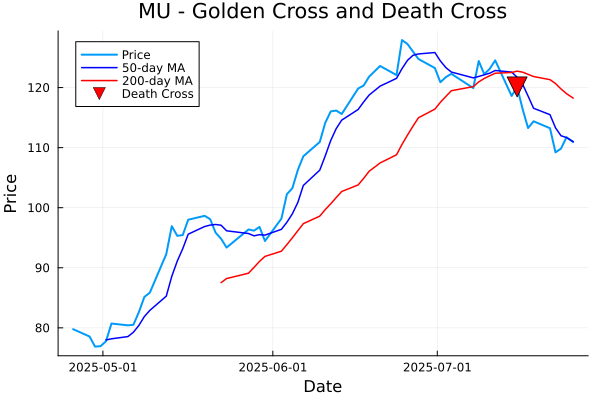 MU - Golden Cross and Death Cross
Price
50-day MA
200-day MA
Death Cross
120
110
100
90
80
Price
2025-05-01
2025-06-01
2025-07-01
Date